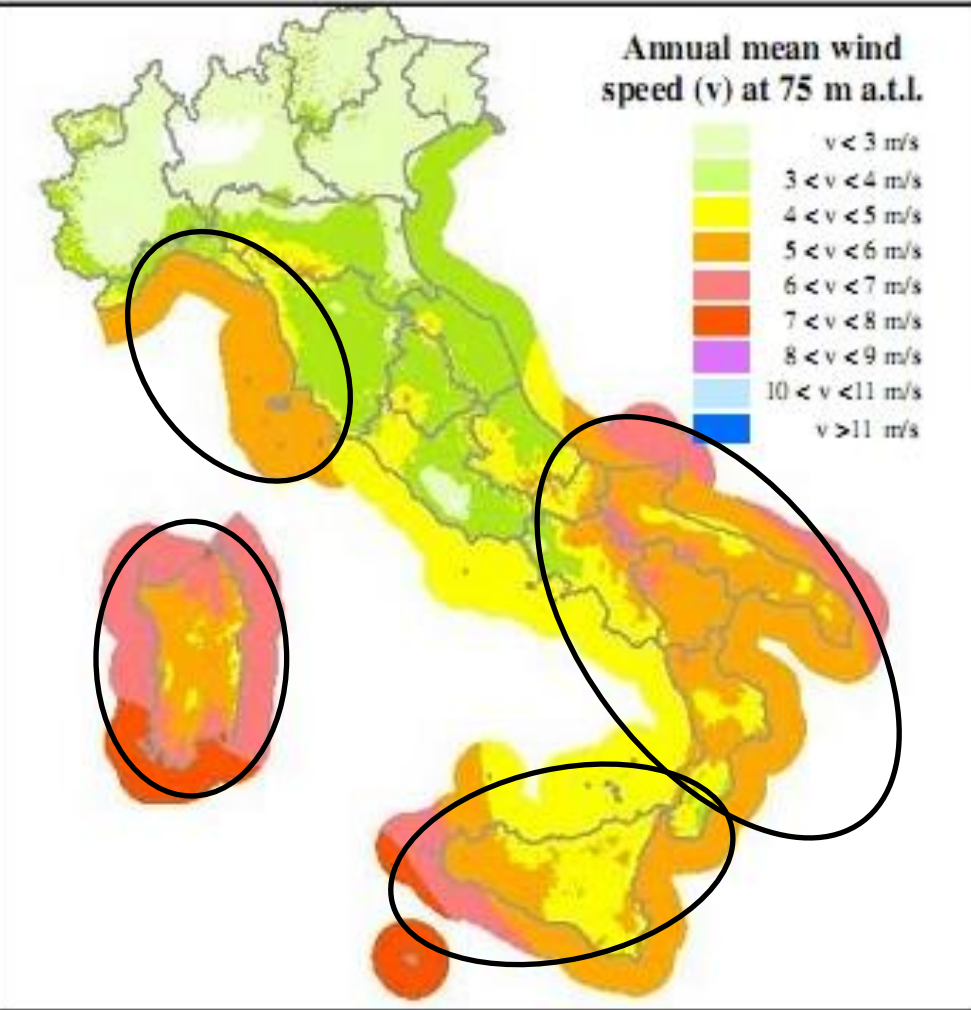 Annual mean wind
speed (v) at 75 m a.t.l.
v < 3 m/s
3 < v < 4 m/s
4 < v < 5 m/s
5 < v < 6 m/s
6 < v < 7 m/s
7 < v < 8 m/s
8 < v < 9 m/s
10 < v <11 m/s
v >11 m/s